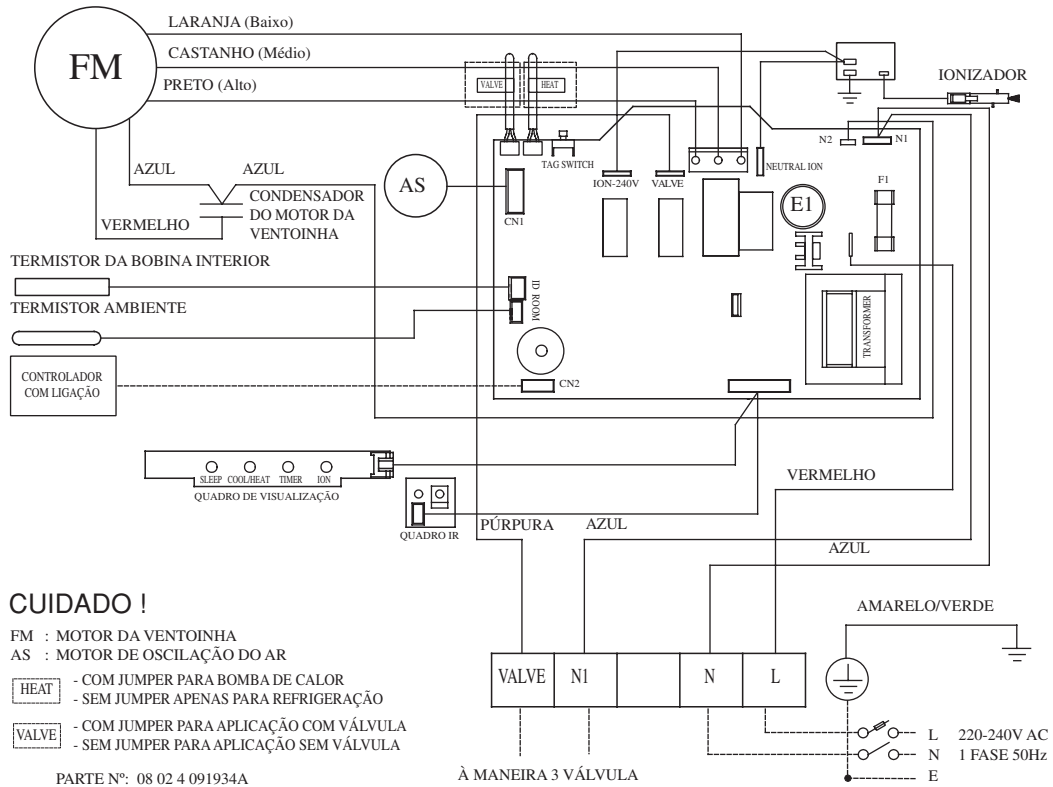 LARANJA (Baixo)
FM
CASTANHO (Médio)
PRETO (Alto)
VALVE
HEAT
IONIZADOR
TAG SWITCH
N2
N1
NEUTRAL ION
ION-240V
VALVE
F1
AZUL
AZUL
AS
CN1
E1
CONDENSADOR
DO MOTOR DA
VENTOINHA
VERMELHO
TERMISTOR DA BOBINA INTERIOR
TERMISTOR AMBIENTE
ID ROOM
TRANSFORMER
CONTROLADOR
COM LIGAÇÃO
CN2
SLEEP COOL/HEAT TIMER ION
QUADRO DE VISUALIZAÇÃO
QUADRO IR
VERMELHO
PÚRPURA
AZUL
AZUL
CUIDADO !
FM : MOTOR DA VENTOINHA
AS : MOTOR DE OSCILAÇÃO DO AR
HEAT
- COM JUMPER PARA BOMBA DE CALOR
- SEM JUMPER APENAS PARA REFRIGERAÇÃO
VALVE
- COM JUMPER PARA APLICAÇÃO COM VÁLVULA
- SEM JUMPER PARA APLICAÇÃO SEM VÁLVULA
PARTE Nº: 08 02 4 091934A
AMARELO/VERDE
VALVE N1 N L
À MANEIRA 3 VÁLVULA
L 220-240V AC
N 1 FASE 50Hz
E